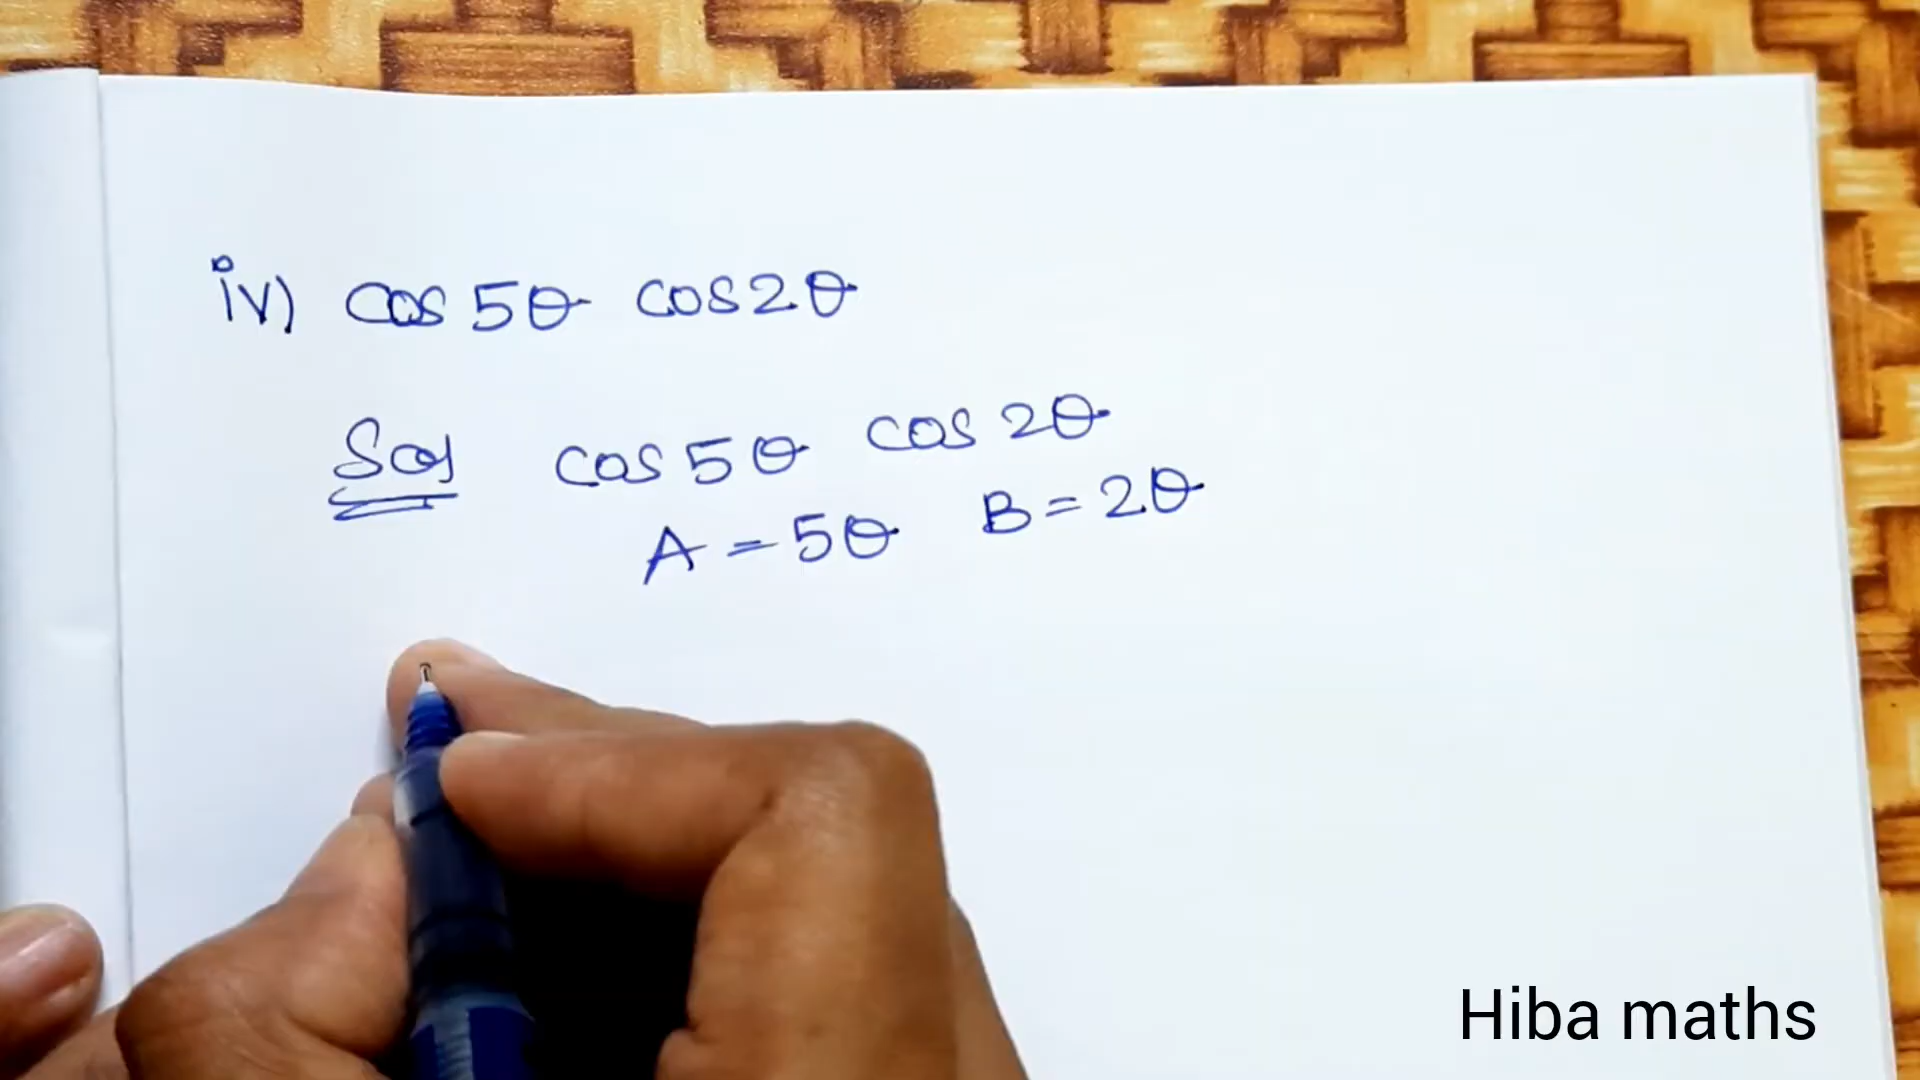 iv) cos 5θ cos 2θ
Sol cos 5θ cos 2θ
A = 5θ B = 2θ
Hiba maths